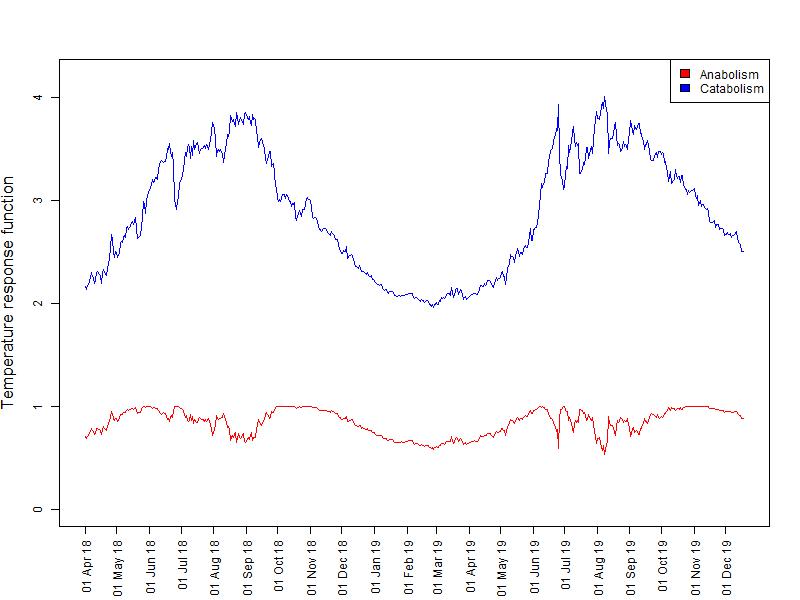 Anabolism
Catabolism
Temperature response function
4
3
2
1
0
01 Apr 18
01 May 18
01 Jun 18
01 Jul 18
01 Aug 18
01 Sep 18
01 Oct 18
01 Nov 18
01 Dec 18
01 Jan 19
01 Feb 19
01 Mar 19
01 Apr 19
01 May 19
01 Jun 19
01 Jul 19
01 Aug 19
01 Sep 19
01 Oct 19
01 Nov 19
01 Dec 19